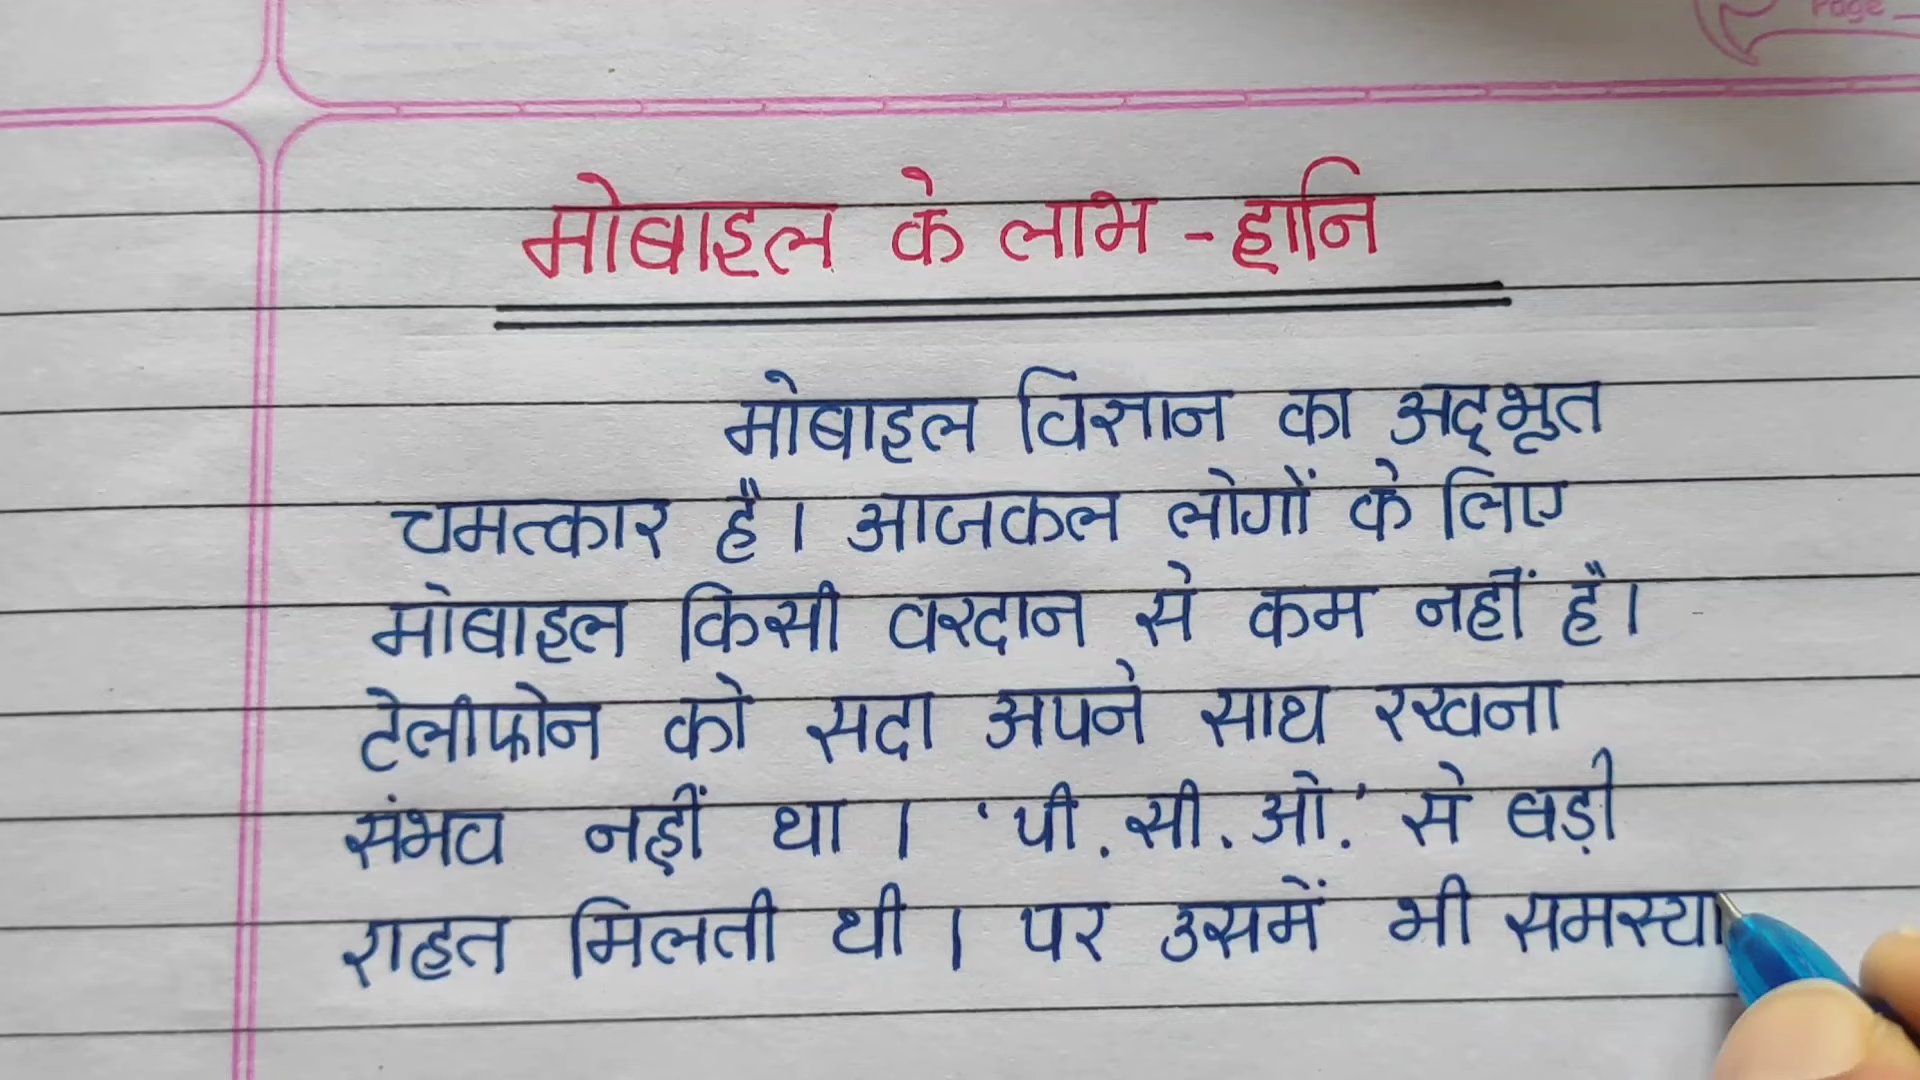 Page
मोबाइल के लाभ - हानि
मोबाइल विज्ञान का अद्भूत
चमत्कार है। आजकल लोगों के लिए
मोबाइल किसी वरदान से कम नहीं है।
टेलीफोन को सदा अपने साथ रखना
संभव नहीं था। 'पी.सी.ओ.' से बड़ी
राहत मिलती थी। पर उसमें भी समस्या